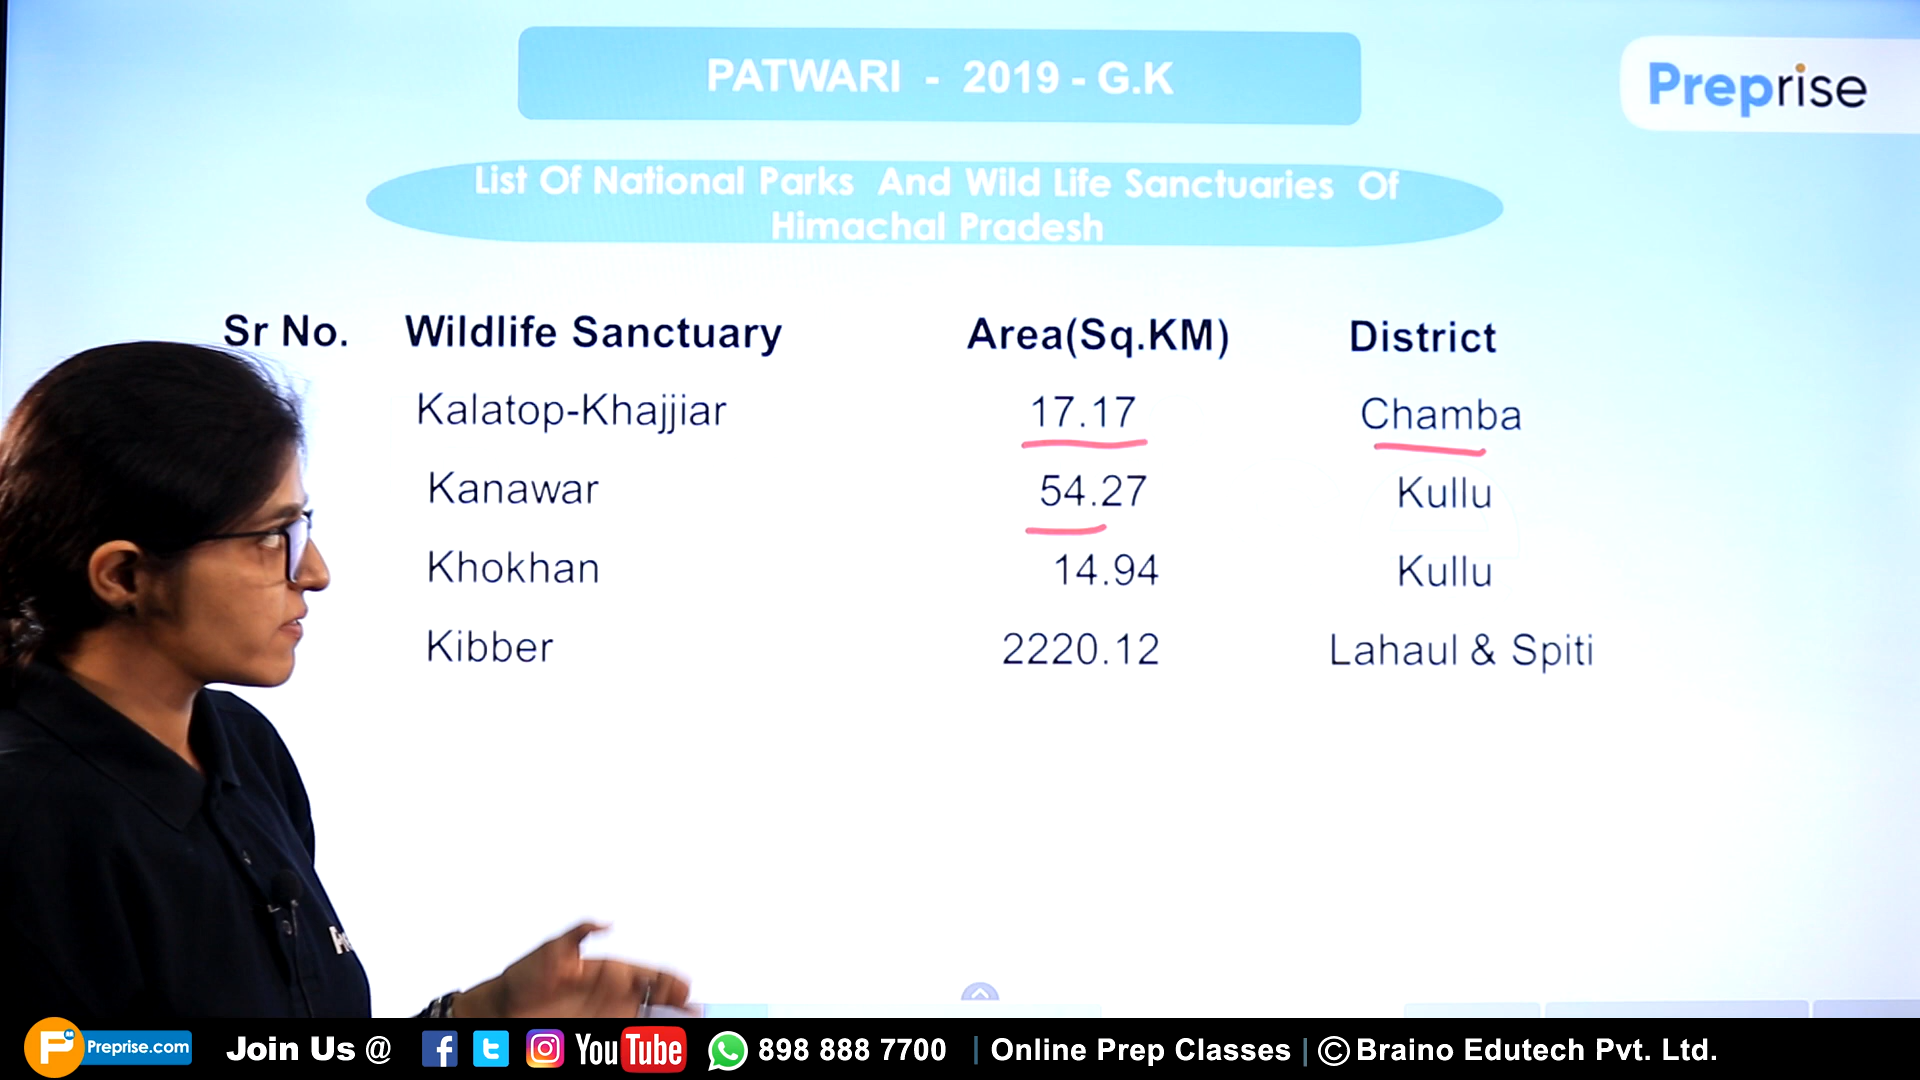 PATWARI - 2019 - G.K
Preprise
List Of National Parks And Wild Life Sanctuaries Of
Himachal Pradesh
Sr No. Wildlife Sanctuary Area(Sq.KM) District
Kalatop-Khajjiar 17.17 Chamba
Kanawar 54.27 Kullu
Khokhan 14.94 Kullu
Kibber 2220.12 Lahaul & Spiti
Preprise.com Join Us @ YouTube 898 888 7700 | Online Prep Classes | © Braino Edutech Pvt. Ltd.